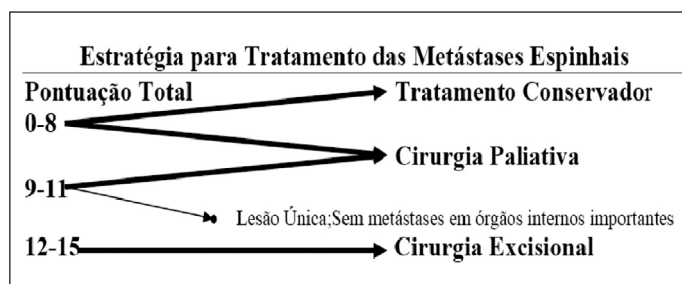 Estratégia para Tratamento das Metástases Espinhais
Pontuação Total Tratamento Conservador
0-8
Cirurgia Paliativa
9-11
Lesão Única;Sem metástases em órgãos internos importantes
12-15 Cirurgia Excisional